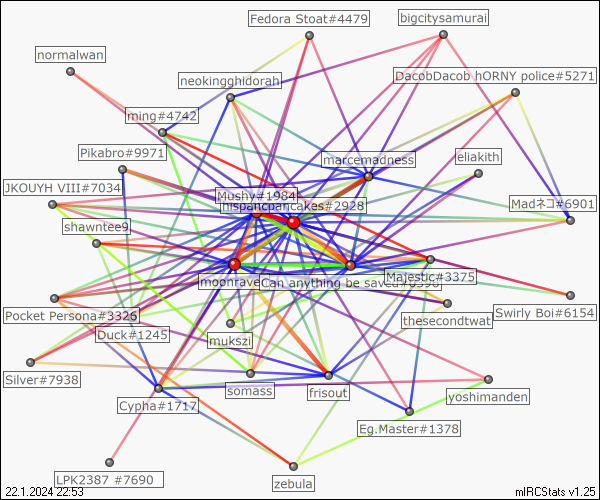 Fedora Stoat#4479
bigcitysamurai
normalwan
neokingghidorah
DacobDacob
hORNY police#5271
ming#4742
Pikabro#9971
marcemadness
eliakith
JKOUYH VIII#7034
Mushy#1984
hispancpancakes#2928
Madネコ#6901
shawntee9
moonrave
Can anything be saved#6598
Majestic#3375
Pocket Persona#3326
Duck#1245
mukszi
thesecondtwat
Swirly Boi#6154
Silver#7938
Cypha#1717
somass
frisout
yoshimanden
Eg.Master#1378
LPK2387 #7690
zebula
22.1.2024 22:53
mIRCStats v1.25